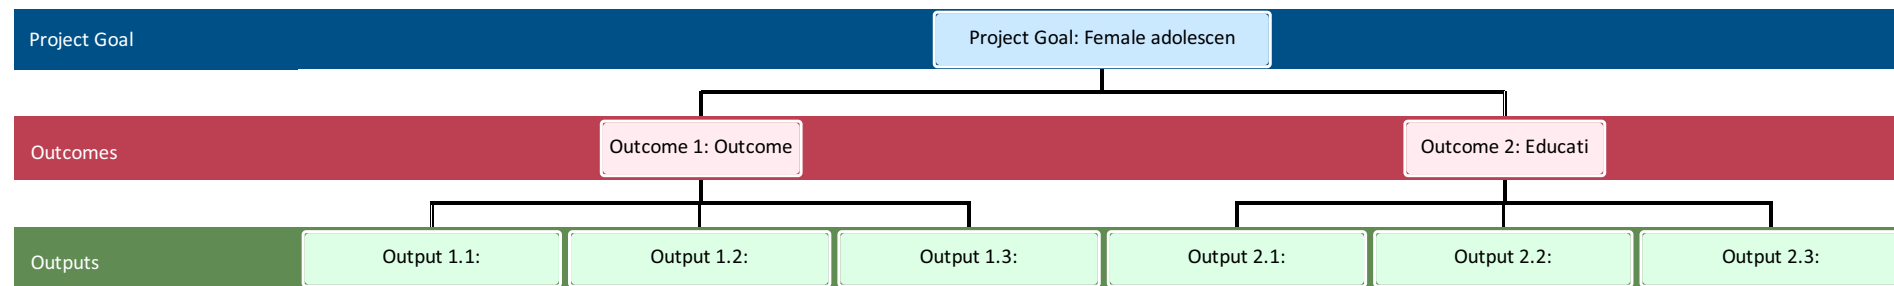 Project Goal
Project Goal: Female adolescen
Outcomes
Outcome 1: Outcome
Outcome 2: Educati
Outputs
Output 1.1:
Output 1.2:
Output 1.3:
Output 2.1:
Output 2.2:
Output 2.3: